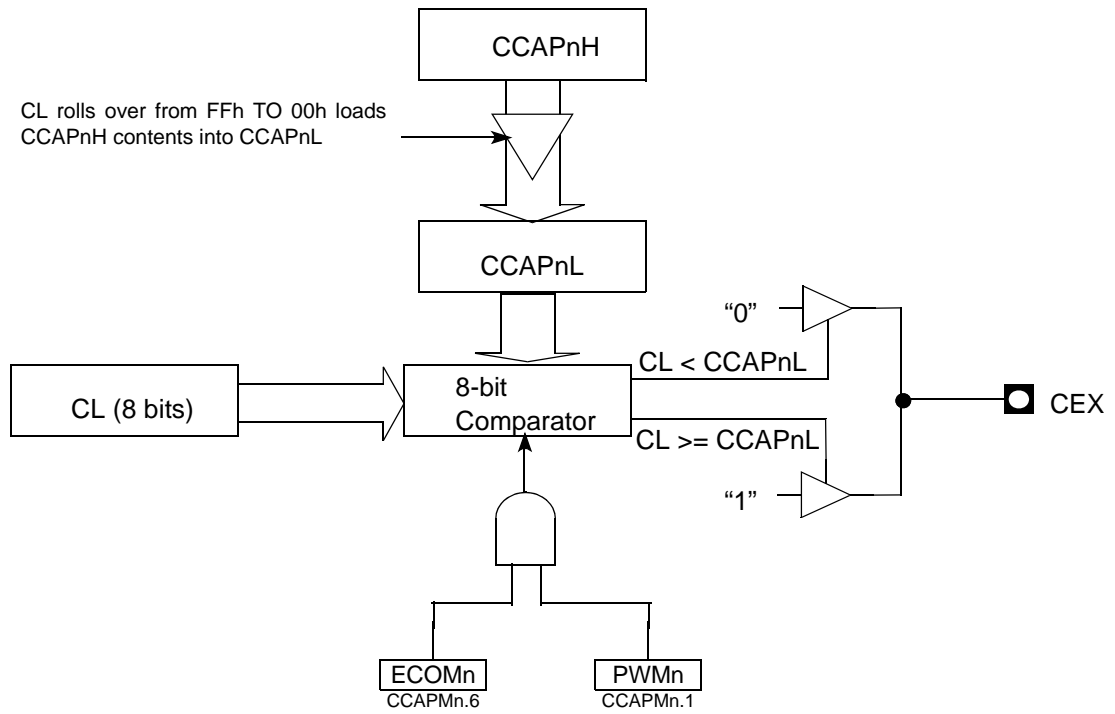 CCAPnH
CL rolls over from FFh TO 00h loads
CCAPnH contents into CCAPnL
CCAPnL
“0”
CL < CCAPnL
CL (8 bits)
8-bit
Comparator
CEX
CL >= CCAPnL
“1”
ECOMn
PWMn
CCAPMn.6
CCAPMn.1